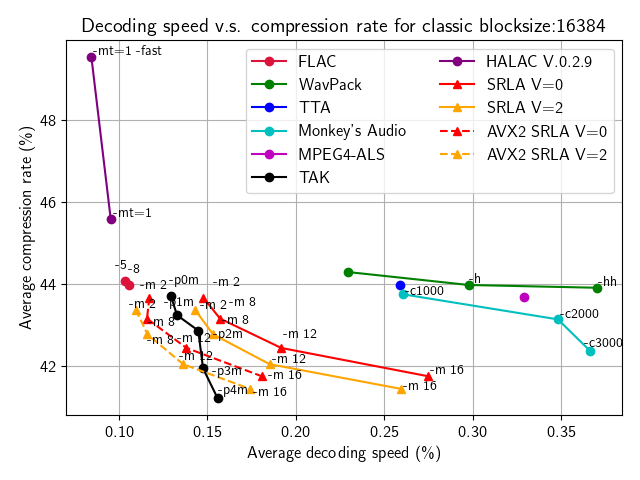 Decoding speed v.s. compression rate for classic blocksize:16384
-mt=1 -fast
FLAC
WavPack
TTA
Monkey's Audio
MPEG4-ALS
TAK
HALAC V.0.2.9
SRLA V=0
SRLA V=2
AVX2 SRLA V=0
AVX2 SRLA V=2
48
46
44
42
Average compression rate (%)
-mt=1
-5
-8
-p0m
-m 2
-m 2
-h
-hh
-c1000
-m 2
-p1m
-m 2
-m 8
-m 8
-m 8
-c2000
-m 8
-m 12
-p2m
-m 12
-c3000
-m 12
-m 12
-p3m
-m 16
-m 16
-p4m
-m 16
-m 16
0.10
0.15
0.20
0.25
0.30
0.35
Average decoding speed (%)